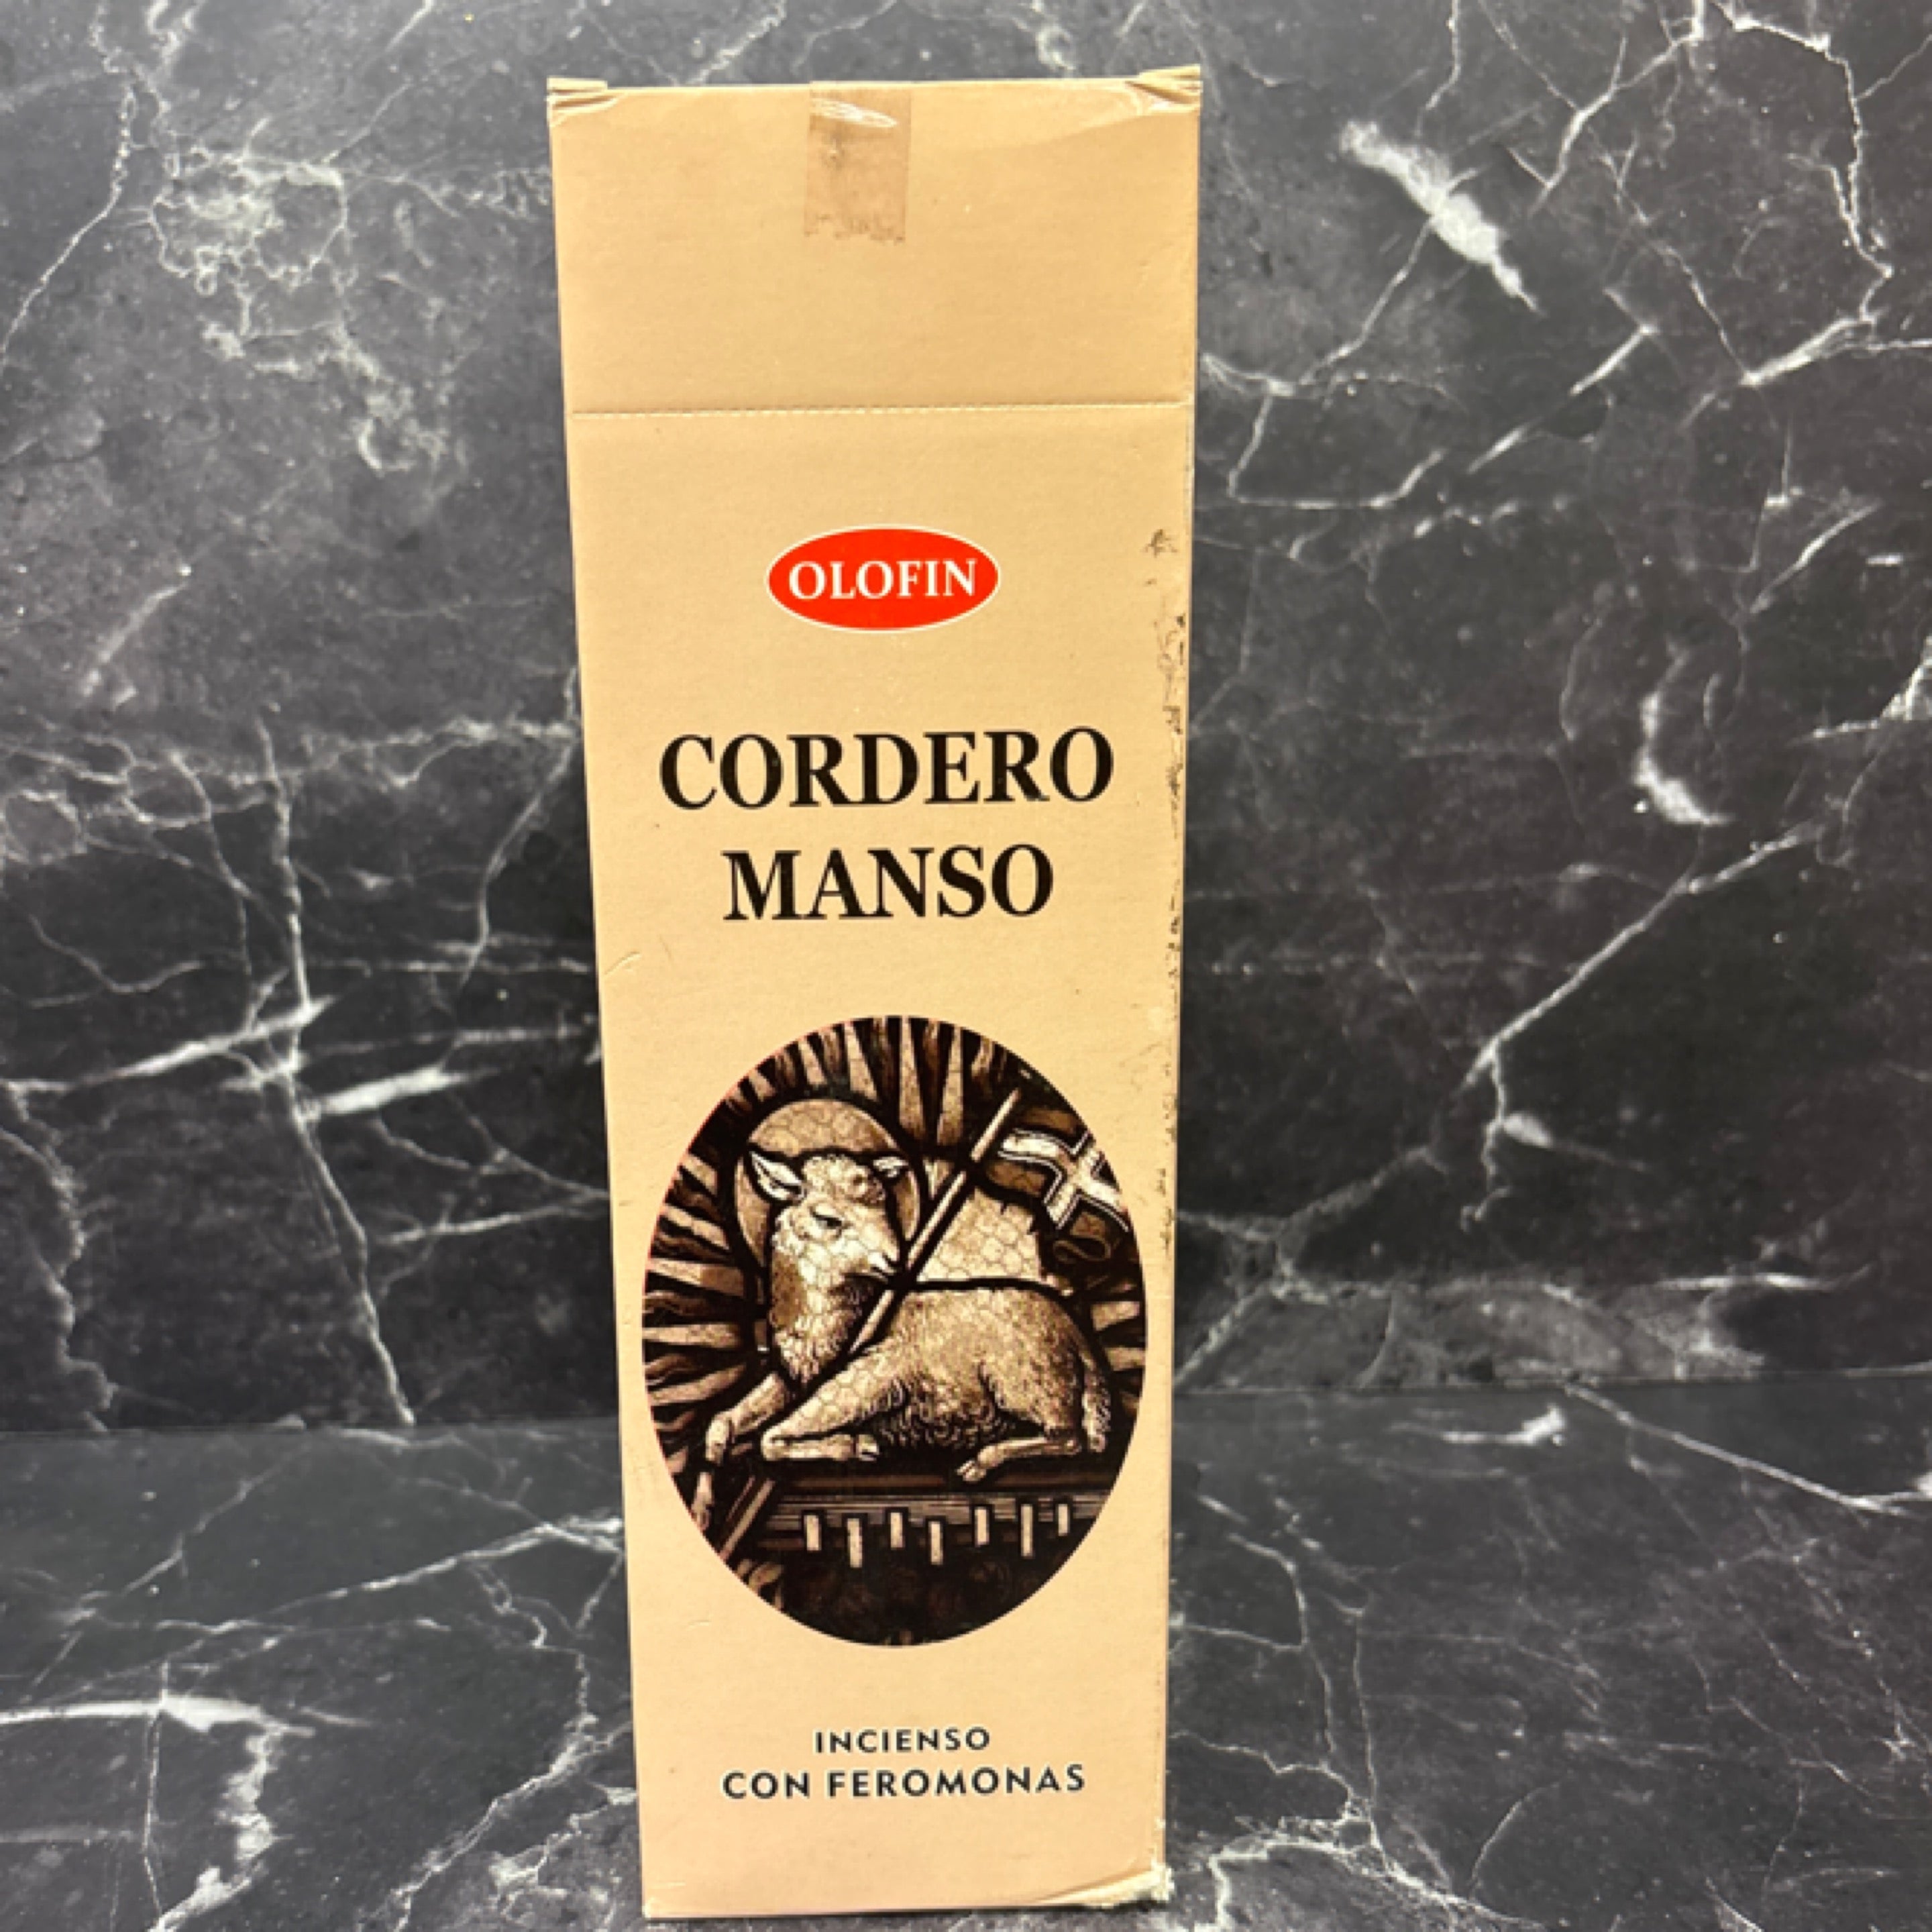 OLOFIN
CORDERO
MANSO
INCIENSO
CON FEROMONAS